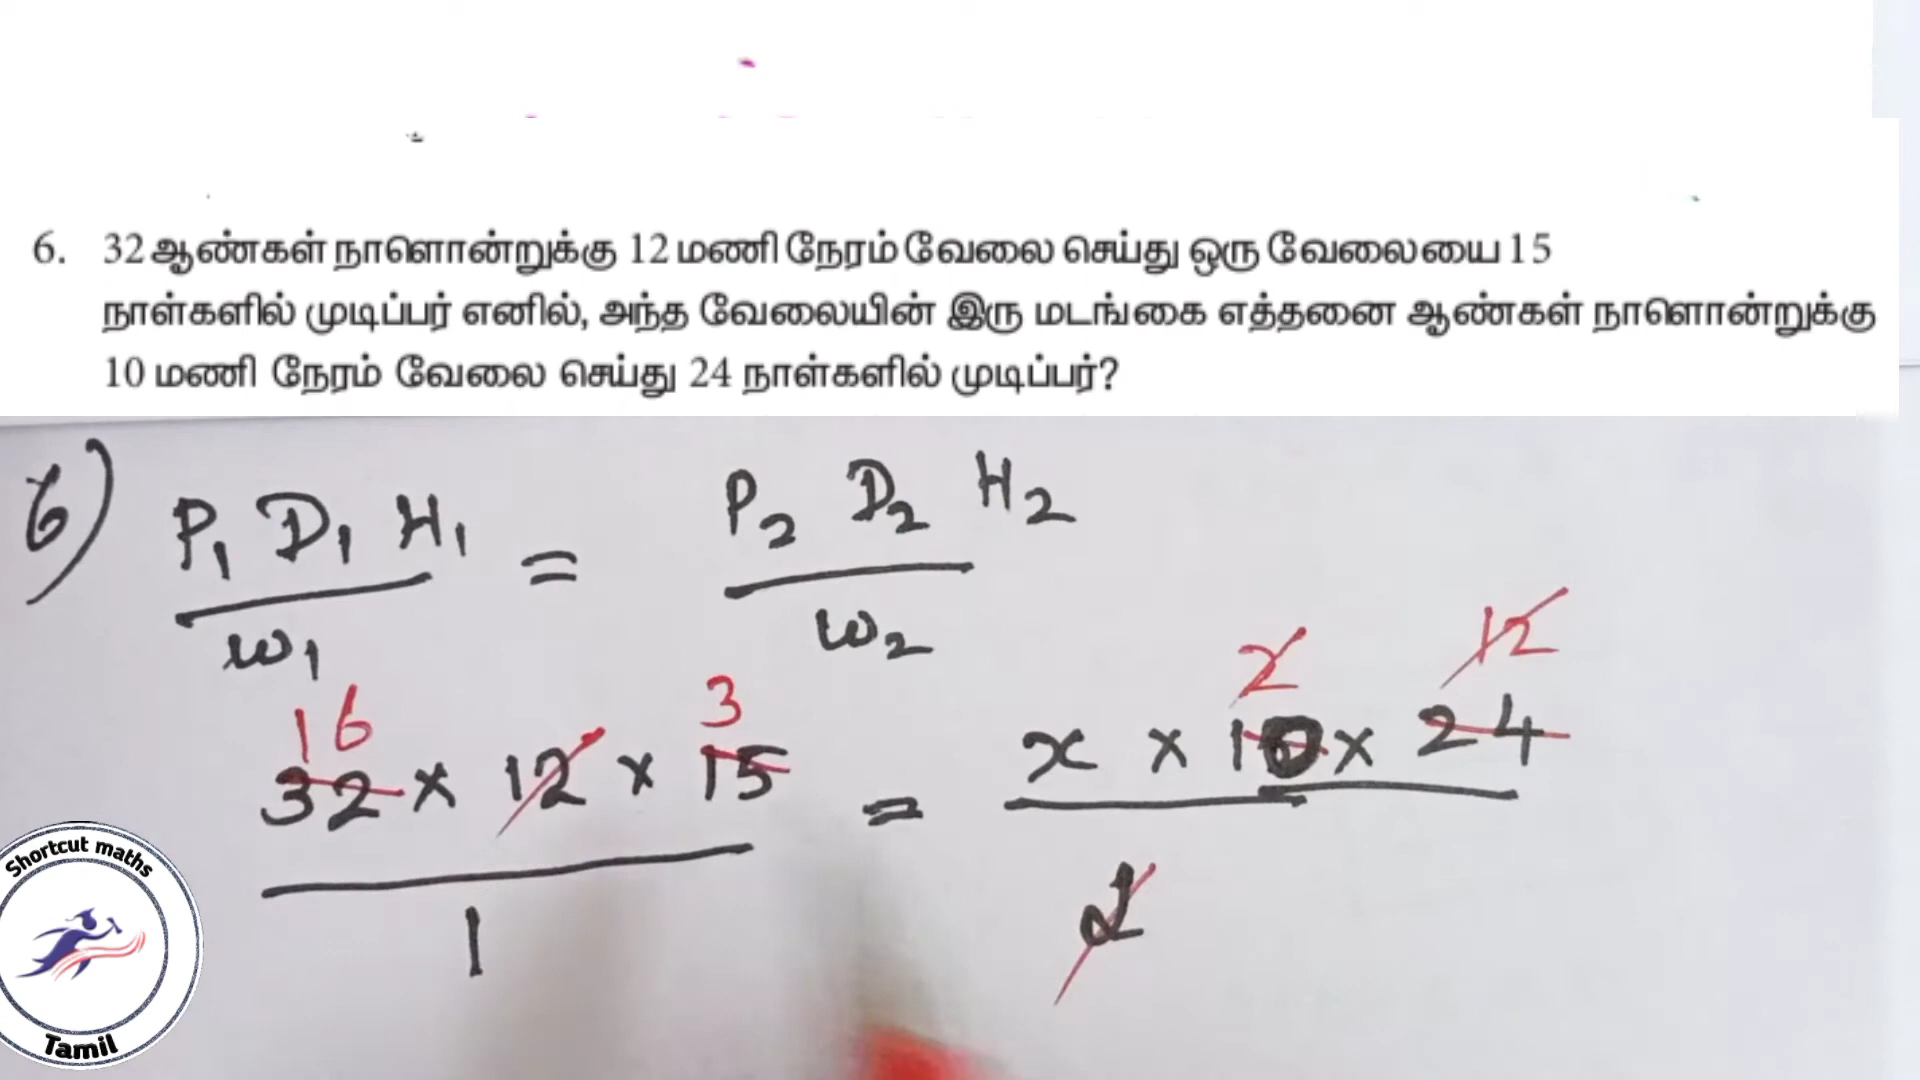 6. 32 ஆண்கள் நாளொன்றுக்கு 12 மணி நேரம் வேலை செய்து ஒரு வேலையை 15
நாள்களில் முடிப்பர் எனில், அந்த வேலையின் இரு மடங்கை எத்தனை ஆண்கள் நாளொன்றுக்கு
10 மணி நேரம் வேலை செய்து 24 நாள்களில் முடிப்பர்?
6) P₁ D₁ H₁ = P₂ D₂ H₂
w₁ w₂
16 3 2 12
32 x 12 x 15 = x x 10 x 24
1 2
Shortcut maths
Tamil